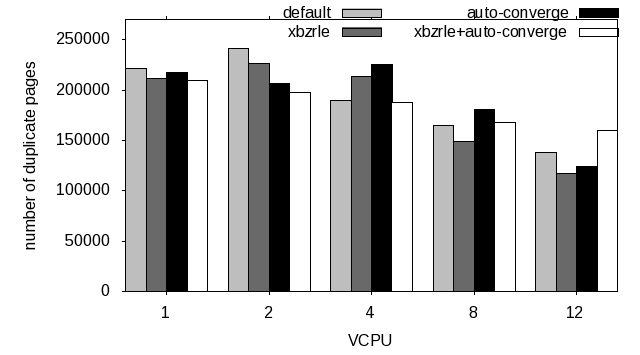 default
auto-converge
xbzrle
xbzrle+auto-converge
250000
200000
150000
100000
50000
0
number of duplicate pages
1 2 4 8 12
VCPU